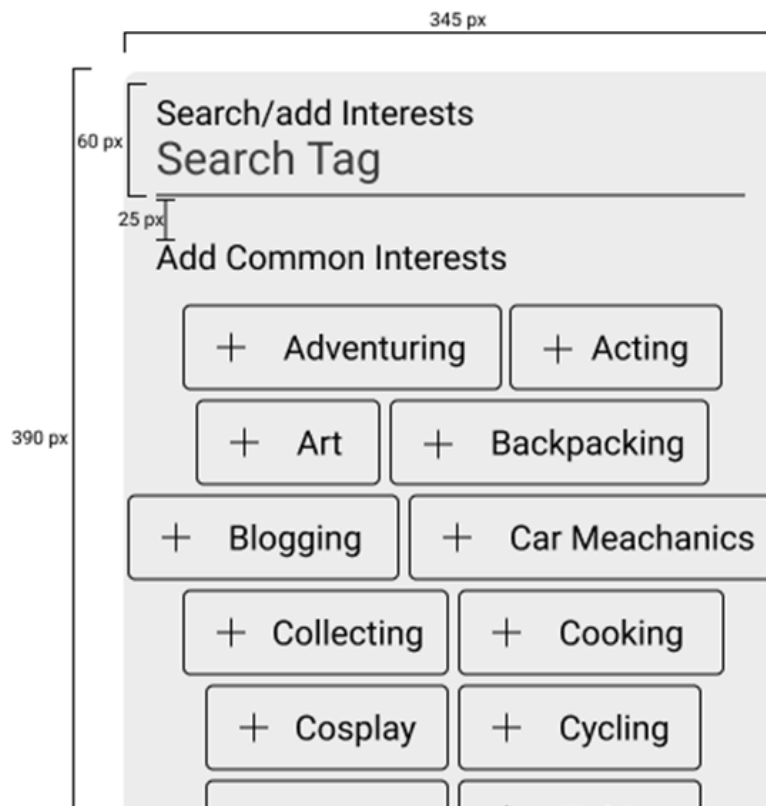 345 px
Search/add Interests
60 px
Search Tag
25 px
Add Common Interests
+ Adventuring
+ Acting
+ Art
+ Backpacking
390 px
+ Blogging
+ Car Meachanics
+ Collecting
+ Cooking
+ Cosplay
+ Cycling